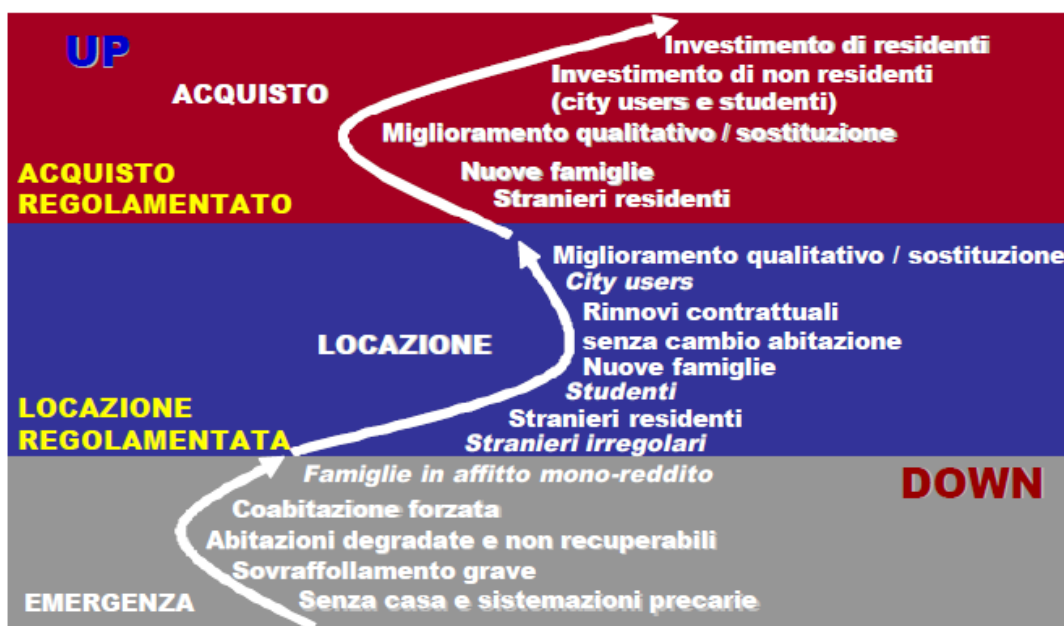 UP
Investimento di residenti
Investimento di non residenti
(city users e studenti)
ACQUISTO
Miglioramento qualitativo / sostituzione
Nuove famiglie
Stranieri residenti
ACQUISTO
REGOLAMENTATO
Miglioramento qualitativo / sostituzione
City users
Rinnovi contrattuali
senza cambio abitazione
LOCAZIONE
Nuove famiglie
Studenti
Stranieri residenti
Stranieri irregolari
LOCAZIONE
REGOLAMENTATA
Famiglie in affitto mono-reddito
DOWN
Coabitazione forzata
Abitazioni degradate e non recuperabili
Sovraffollamento grave
Senza casa e sistemazioni precarie
EMERGENZA